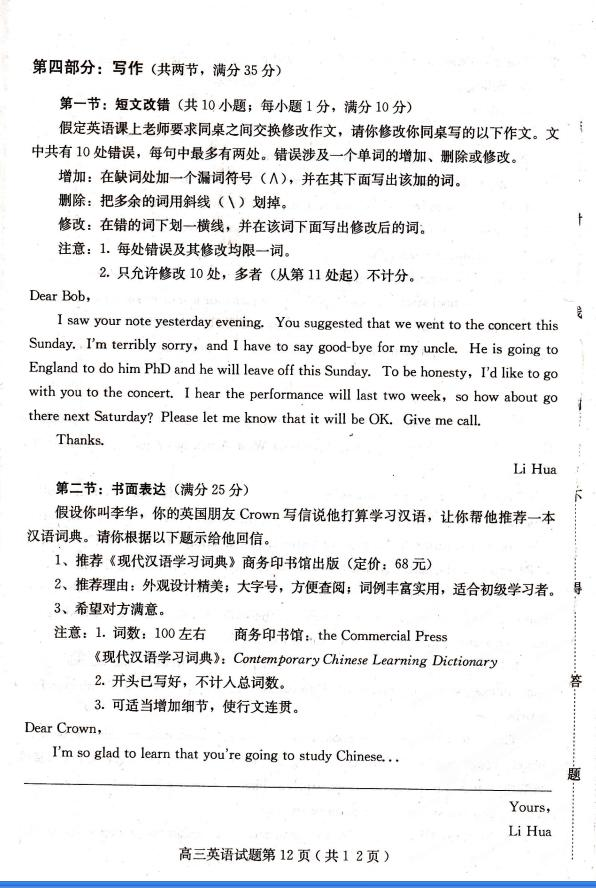 第四部分：写作（共两节，满分 35 分）
第一节：短文改错（共 10 小题；每小题 1 分，满分 10 分）
假定英语课上老师要求同桌之间交换修改作文，请你修改你同桌写的以下作文。文
中共有 10 处错误，每句中最多有两处。错误涉及一个单词的增加、删除或修改。
增加：在缺词处加一个漏词符号（∧），并在其下面写出该加的词。
删除：把多余的词用斜线（\）划掉。
修改：在错的词下划一横线，并在该词下面写出修改后的词。
注意：1. 每处错误及其修改均限一词。
2. 只允许修改 10 处，多者（从第 11 处起）不计分。
Dear Bob,
I saw your note yesterday evening. You suggested that we went to the concert this
Sunday. I'm terribly sorry, and I have to say good-bye for my uncle. He is going to
England to do him PhD and he will leave off this Sunday. To be honesty, I'd like to go
with you to the concert. I hear the performance will last two week, so how about go
there next Saturday? Please let me know that it will be OK. Give me call.
Thanks.
Li Hua
第二节：书面表达（满分 25 分）
假设你叫李华，你的英国朋友 Crown 写信说他打算学习汉语，让你帮他推荐一本
汉语词典。请你根据以下题示给他回信。
1、推荐《现代汉语学习词典》商务印书馆出版（定价：68 元）
2、推荐理由：外观设计精美；大字号，方便查阅；词例丰富实用，适合初级学习者。
3、希望对方满意。
注意：1. 词数：100 左右 商务印书馆：the Commercial Press
《现代汉语学习词典》：Contemporary Chinese Learning Dictionary
2. 开头已写好，不计人总词数。
3. 可适当增加细节，使行文连贯。
Dear Crown,
I'm so glad to learn that you're going to study Chinese...
Yours,
Li Hua
高三英语试题第 12 页（共 1 2 页）
不
得
答
题